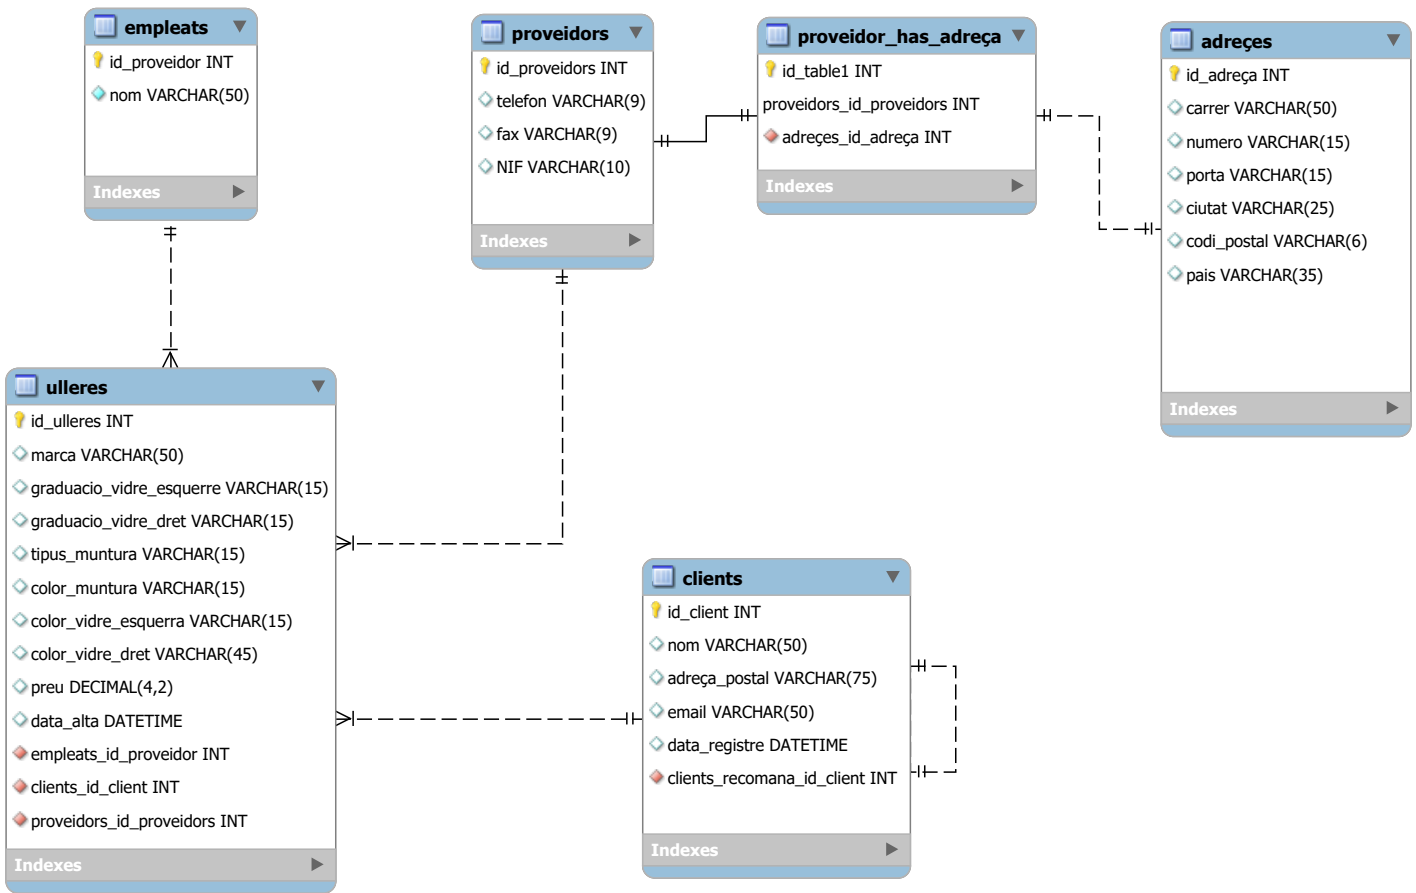 empleats
id_proveidor INT
nom VARCHAR(50)
Indexes
proveidors
id_proveidors INT
telefon VARCHAR(9)
fax VARCHAR(9)
NIF VARCHAR(10)
Indexes
proveidor_has_adreça
id_table1 INT
proveidors_id_proveidors INT
adreçes_id_adreça INT
Indexes
adreçes
id_adreça INT
carrer VARCHAR(50)
numero VARCHAR(15)
porta VARCHAR(15)
ciutat VARCHAR(25)
codi_postal VARCHAR(6)
pais VARCHAR(35)
Indexes
ulleres
id_ulleres INT
marca VARCHAR(50)
graduacio_vidre_esquerre VARCHAR(15)
graduacio_vidre_dret VARCHAR(15)
tipus_muntura VARCHAR(15)
color_muntura VARCHAR(15)
color_vidre_esquerra VARCHAR(15)
color_vidre_dret VARCHAR(45)
preu DECIMAL(4,2)
data_alta DATETIME
empleats_id_proveidor INT
clients_id_client INT
proveidors_id_proveidors INT
Indexes
clients
id_client INT
nom VARCHAR(50)
adreça_postal VARCHAR(75)
email VARCHAR(50)
data_registre DATETIME
clients_recomana_id_client INT
Indexes